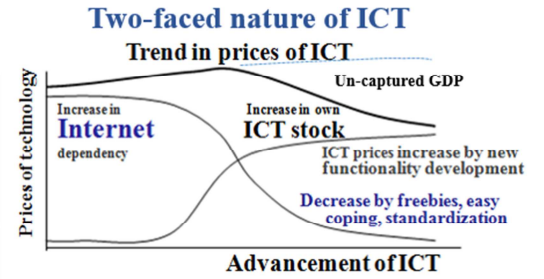 Two-faced nature of ICT
Trend in prices of ICT
Un-captured GDP
Increase in
Internet
dependency
Increase in own
ICT stock
ICT prices increase by new
functionality development
Decrease by freebies, easy
coping, standardization
Prices of technology
Advancement of ICT